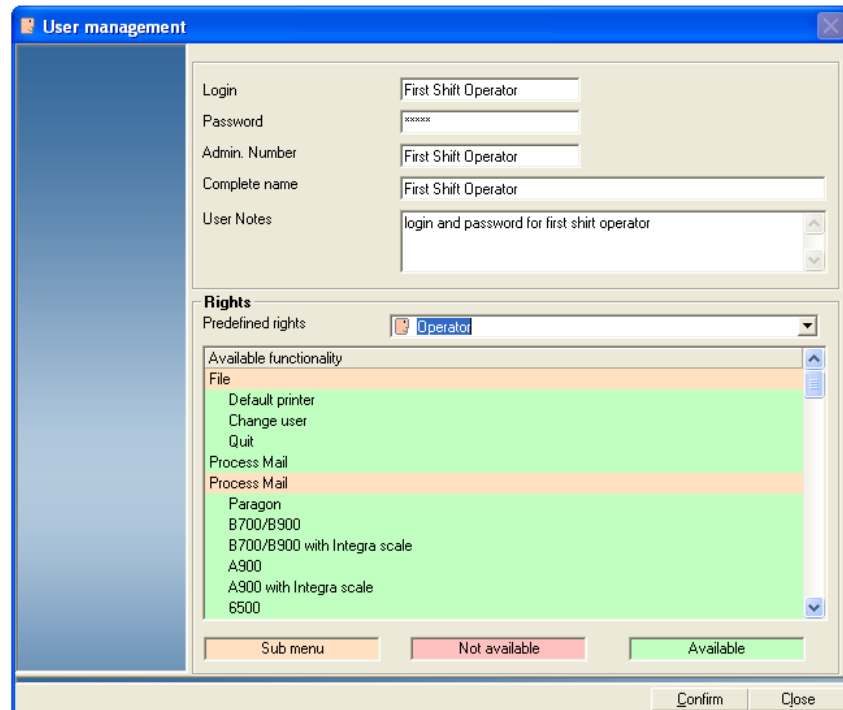 User management
Login First Shift Operator
Password xxxxx
Admin. Number First Shift Operator
Complete name First Shift Operator
User Notes login and password for first shirt operator
Rights
Predefined rights Operator
Available functionality
File
Default printer
Change user
Quit
Process Mail
Process Mail
Paragon
B700/B900
B700/B900 with Integra scale
A900
A900 with Integra scale
6500
Sub menu Not available Available
Confirm Close